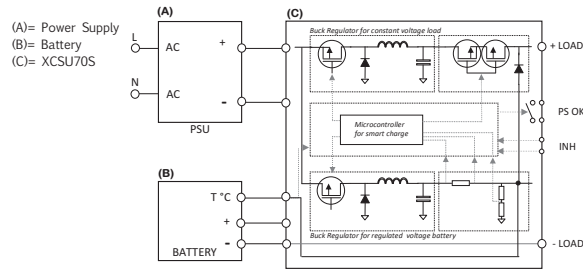 (A)= Power Supply
(B)= Battery
(C)= XCSU70S
(A)
L
AC
+
N
AC
-
PSU
(B)
T °C
+
-
BATTERY
(C)
Buck Regulator for constant voltage load
Microcontroller
for smart charge
Buck Regulator for regulated voltage battery
+ LOAD
PS OK
INH
- LOAD